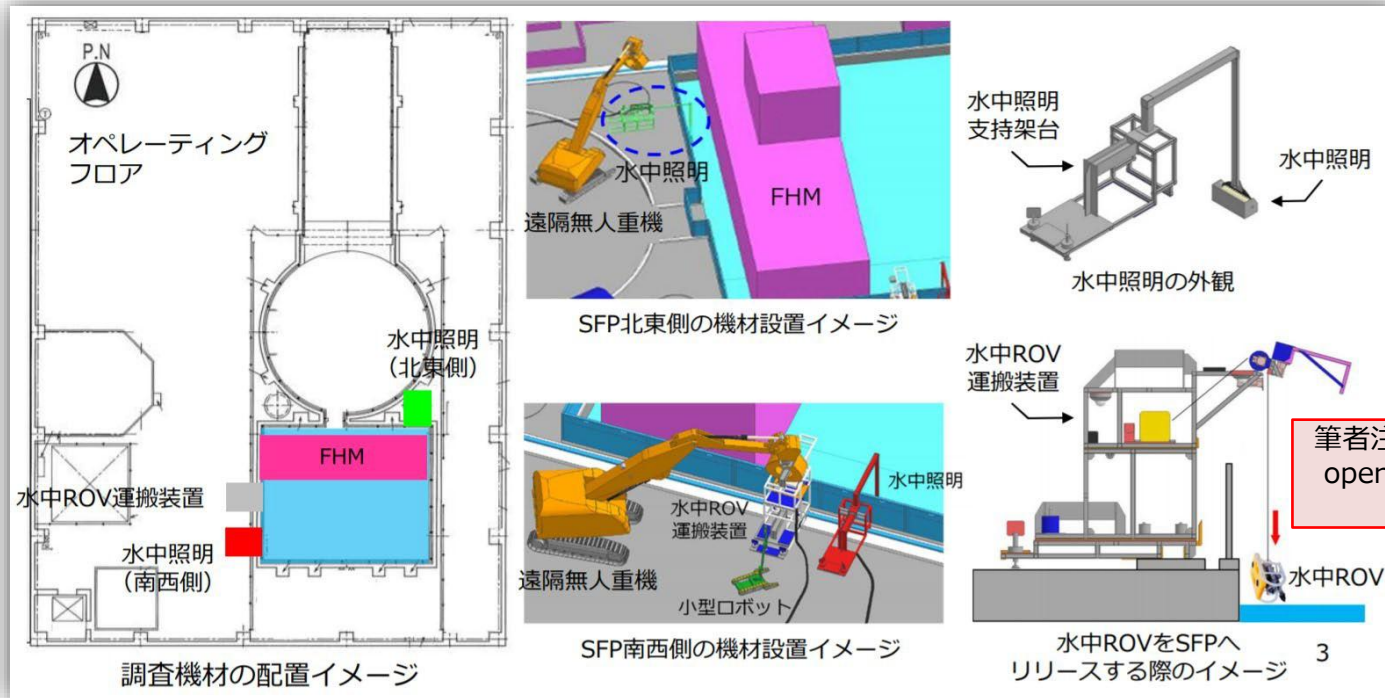 P.N
オペレーティング
フロア
水中照明
（北東側）
FHM
水中ROV運搬装置
水中照明
（南西側）
調査機材の配置イメージ
水中照明
FHM
遠隔無人重機
SFP北東側の機材設置イメージ
水中照明
水中ROV
運搬装置
遠隔無人重機
小型ロボット
SFP南西側の機材設置イメージ
水中照明
支持架台
水中照明
水中照明の外観
水中ROV
運搬装置
筆者注
open
水中ROV
水中ROVをSFPへ
リリースする際のイメージ
3